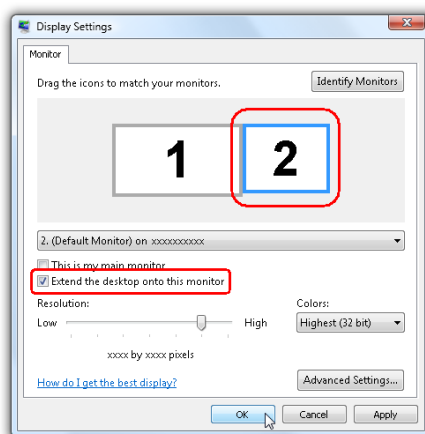 Display Settings
Monitor
Drag the icons to match your monitors.
Identify Monitors
1
2
2. (Default Monitor) on xxxxxxxxxx
This is my main monitor
Extend the desktop onto this monitor
Resolution:
Colors:
Low
High
Highest (32 bit)
xxxx by xxxx pixels
How do I get the best display?
Advanced Settings...
OK
Cancel
Apply